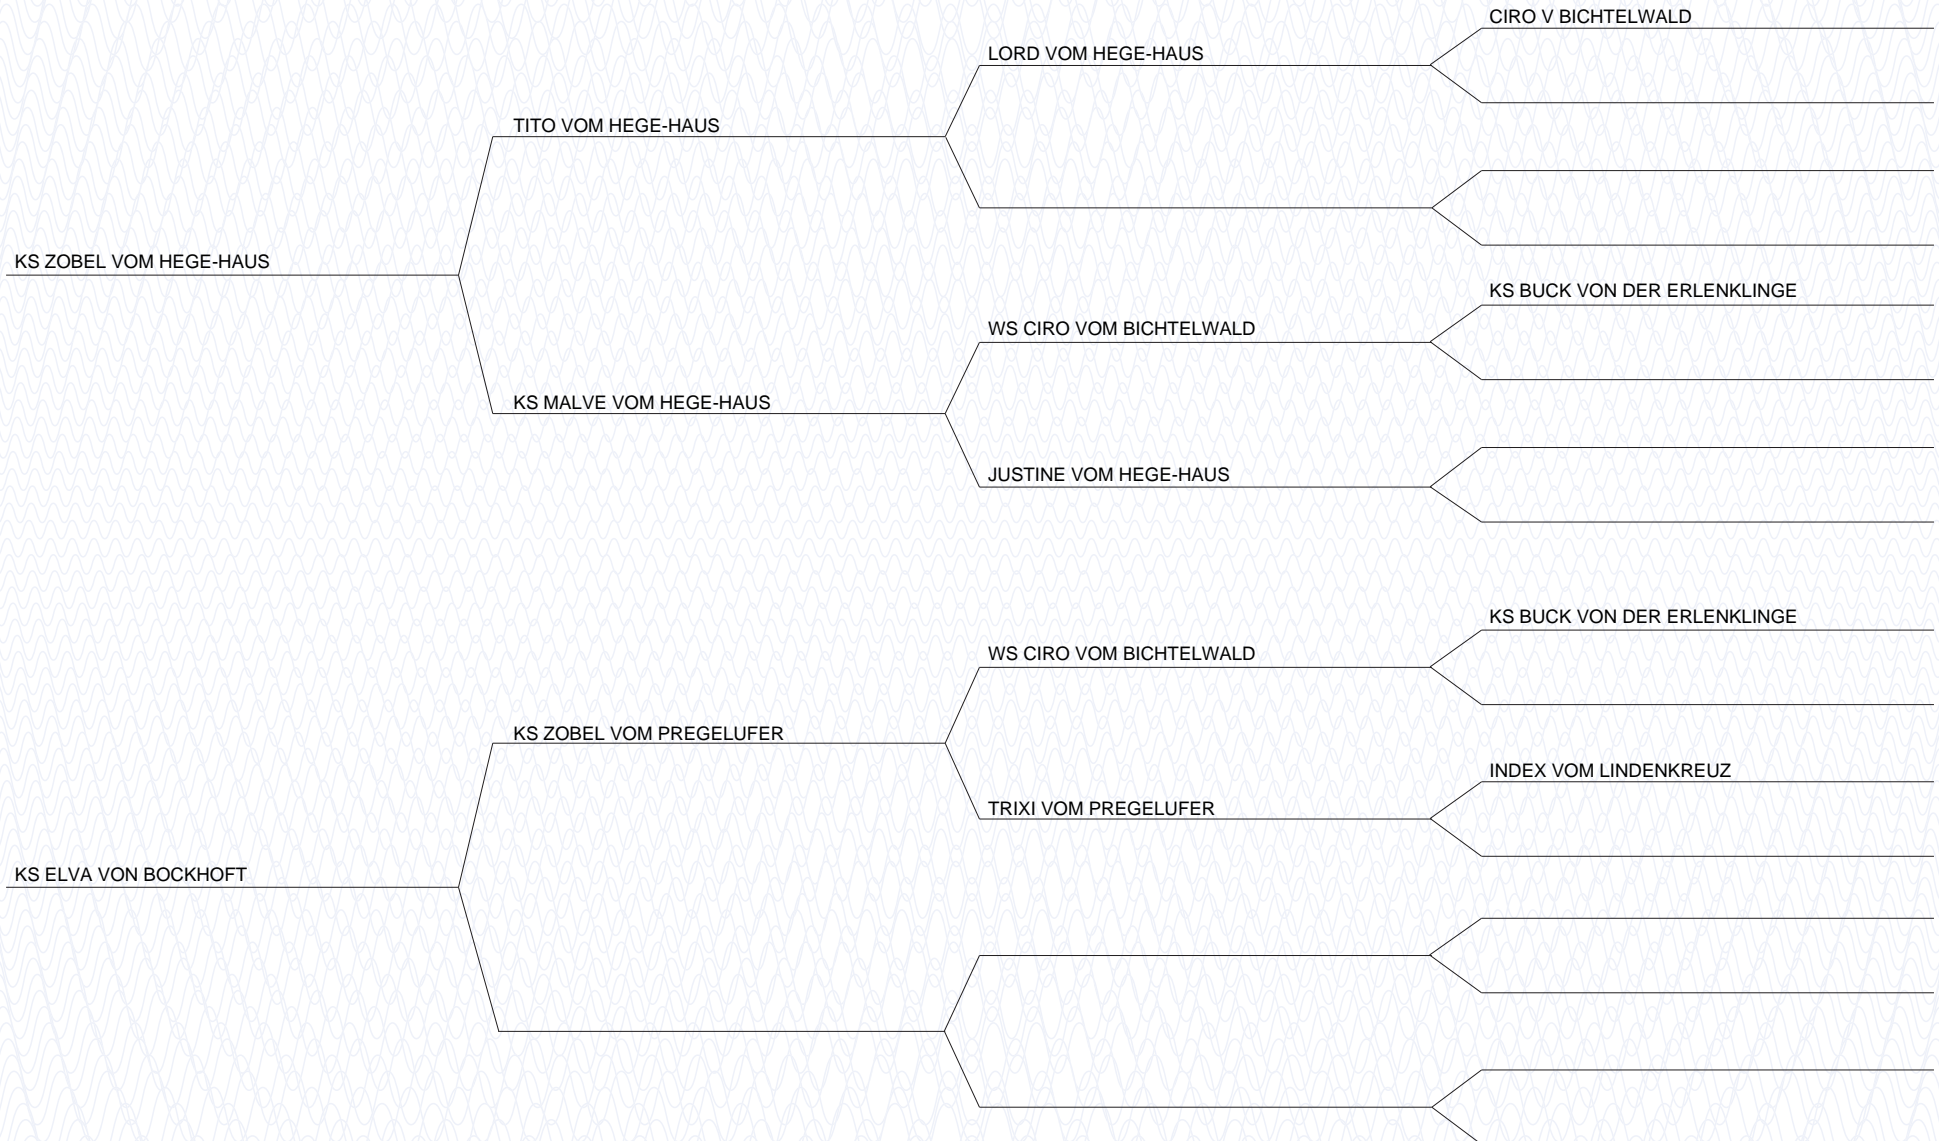 CIRO V BICHTELWALD
LORD VOM HEGE-HAUS
TITO VOM HEGE-HAUS
KS ZOBEL VOM HEGE-HAUS
KS BUCK VON DER ERLENKLINGE
WS CIRO VOM BICHTELWALD
KS MALVE VOM HEGE-HAUS
JUSTINE VOM HEGE-HAUS
KS BUCK VON DER ERLENKLINGE
WS CIRO VOM BICHTELWALD
KS ZOBEL VOM PREGELUFER
INDEX VOM LINDENKREUZ
TRIXI VOM PREGELUFER
KS ELVA VON BOCKHOFT